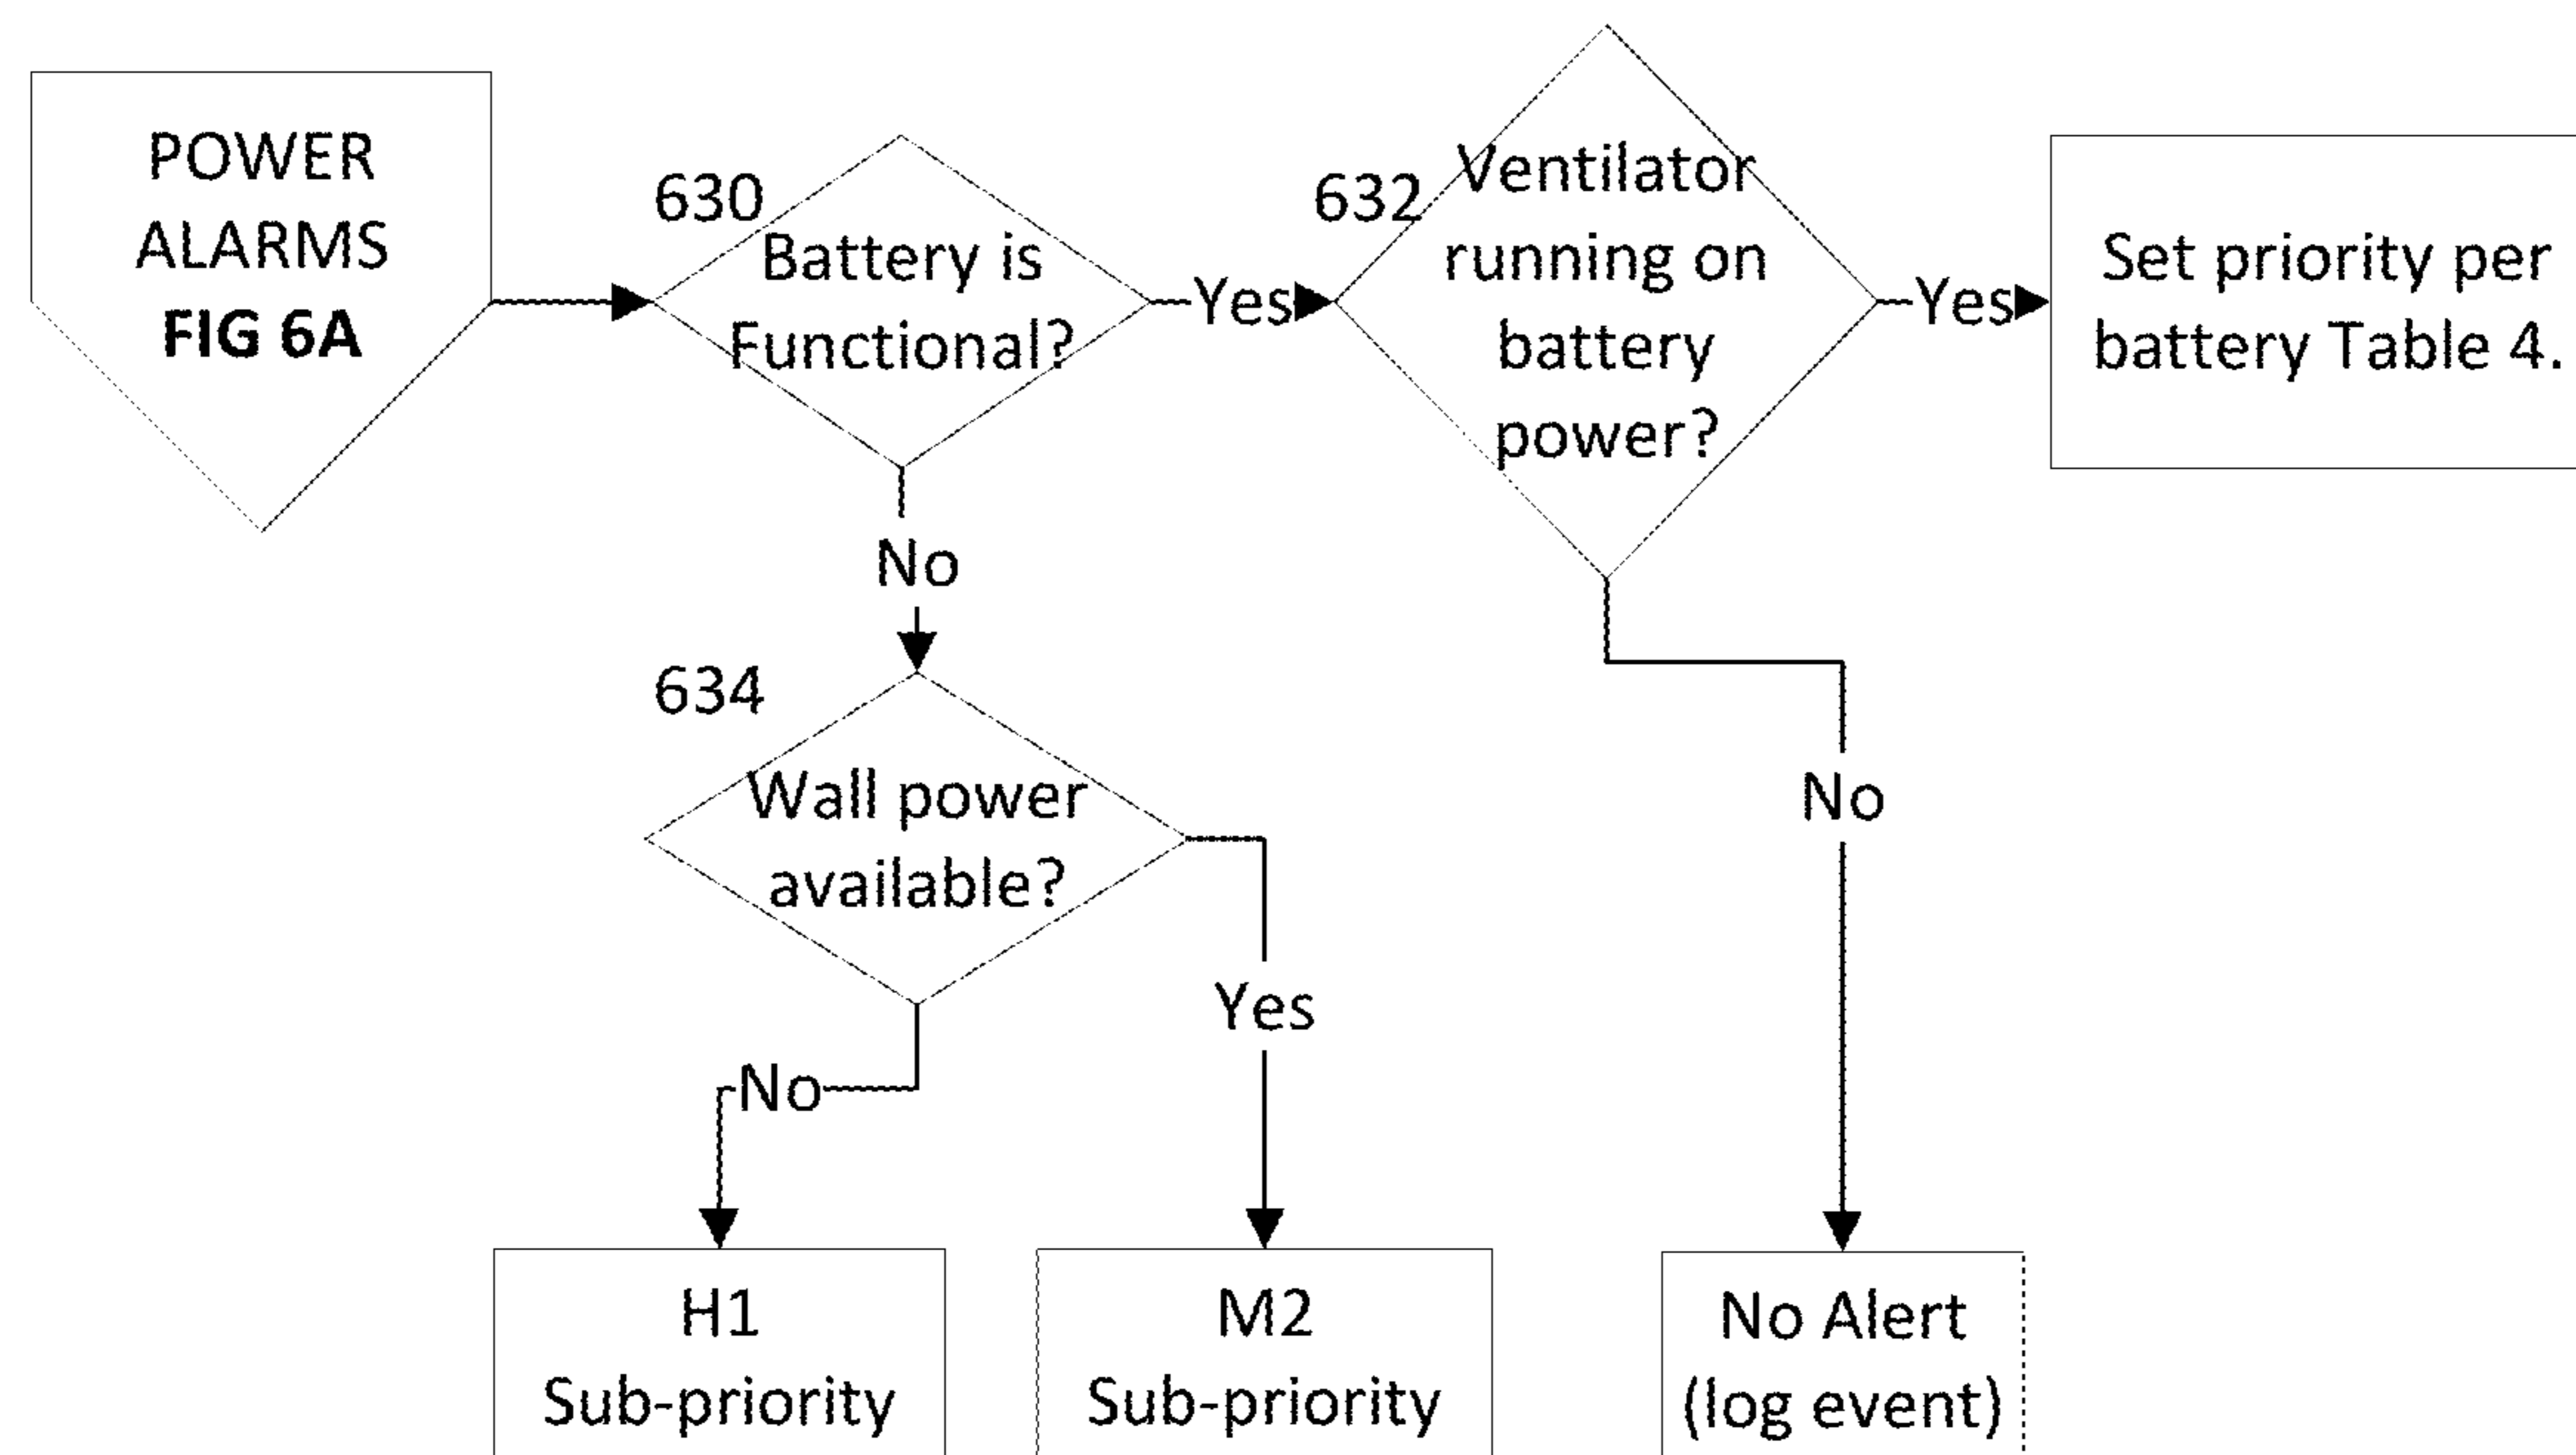 POWER
ALARMS
FIG 6A
630
Battery is
Functional?
Yes
632
Ventilator
running on
battery
power?
Yes
Set priority per
battery Table 4.
No
634
Wall power
available?
No
Yes
No
H1
Sub-priority
M2
Sub-priority
No Alert
(log event)